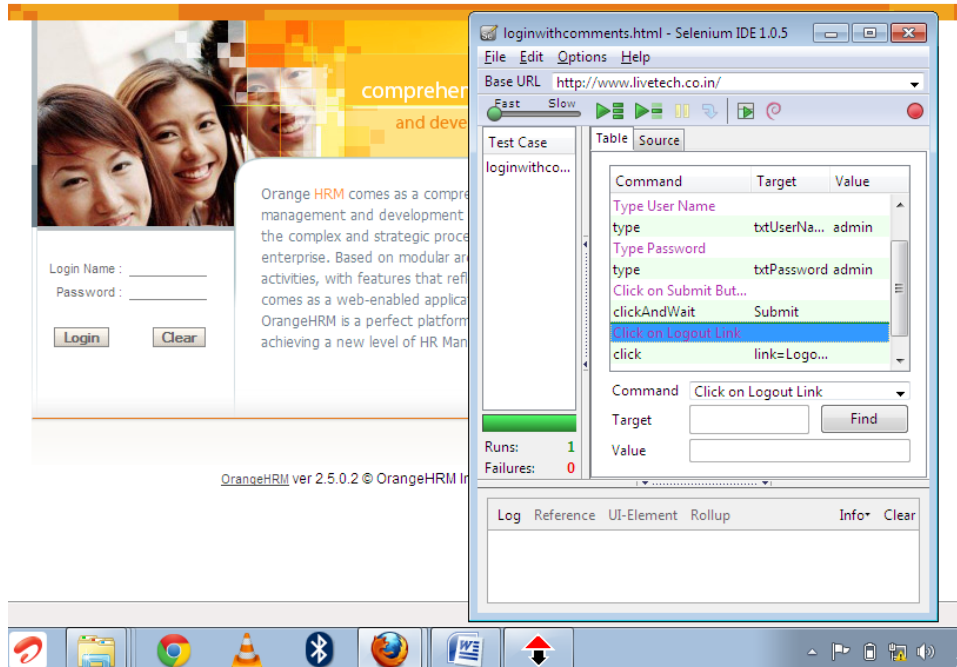 comprehen
and deve
Orange HRM comes as a compre
management and development
the complex and strategic proce
enterprise. Based on modular are
activities, with features that refl
comes as a web-enabled applica
OrangeHRM is a perfect platform
achieving a new level of HR Man
Login Name :
Password :
Login Clear
OrangeHRM ver 2.5.0.2 © OrangeHRM In
loginwithcomments.html - Selenium IDE 1.0.5
File Edit Options Help
Base URL http://www.livetech.co.in/
Fast Slow
Test Case
loginwithco...
Runs: 1
Failures: 0
Table Source
Command Target Value
Type User Name
type txtUserNa... admin
Type Password
type txtPassword admin
Click on Submit But...
clickAndWait Submit
Click on Logout Link
click link=Logo...
Command Click on Logout Link
Target Find
Value
Log Reference UI-Element Rollup Info Clear